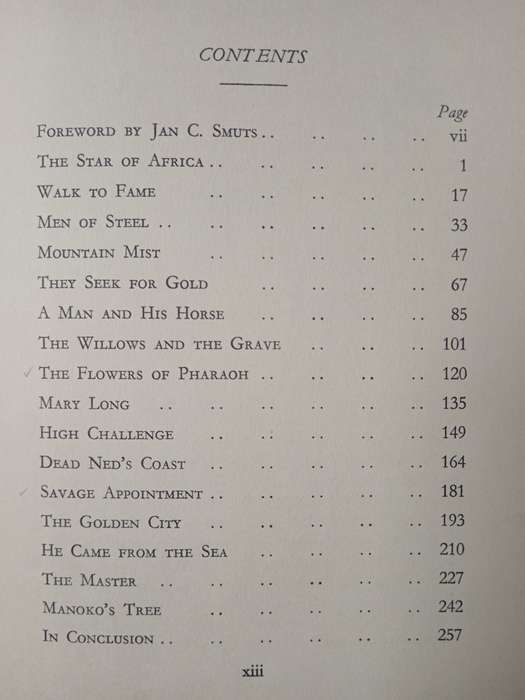 CONTENTS
Page
FOREWORD BY JAN C. SMUTS .. .. .. .. vii
THE STAR OF AFRICA .. .. .. .. 1
WALK TO FAME .. .. .. .. .. 17
MEN OF STEEL .. .. .. .. .. .. 33
MOUNTAIN MIST .. .. .. .. .. 47
THEY SEEK FOR GOLD .. .. .. .. 67
A MAN AND HIS HORSE .. .. .. .. 85
THE WILLOWS AND THE GRAVE .. .. .. 101
✓ THE FLOWERS OF PHARAOH .. .. .. .. 120
MARY LONG .. .. .. .. .. .. 135
HIGH CHALLENGE .. .. .. .. .. 149
DEAD NED'S COAST .. .. .. .. .. 164
✓ SAVAGE APPOINTMENT .. .. .. .. .. 181
THE GOLDEN CITY .. .. .. .. .. 193
HE CAME FROM THE SEA .. .. .. .. 210
THE MASTER .. .. .. .. .. .. 227
MANOKO'S TREE .. .. .. .. .. 242
IN CONCLUSION .. .. .. .. .. .. 257
xiii